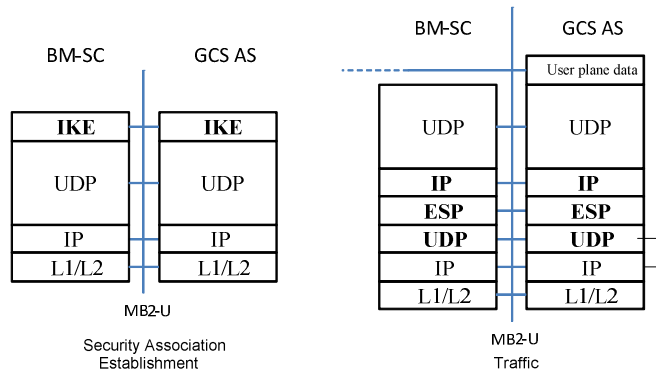 BM-SC
GCS AS
IKE
IKE
UDP
UDP
IP
IP
L1/L2
L1/L2
MB2-U
Security Association
Establishment
BM-SC
GCS AS
User plane data
UDP
UDP
IP
IP
ESP
ESP
UDP
UDP
IP
IP
L1/L2
L1/L2
MB2-U
Traffic